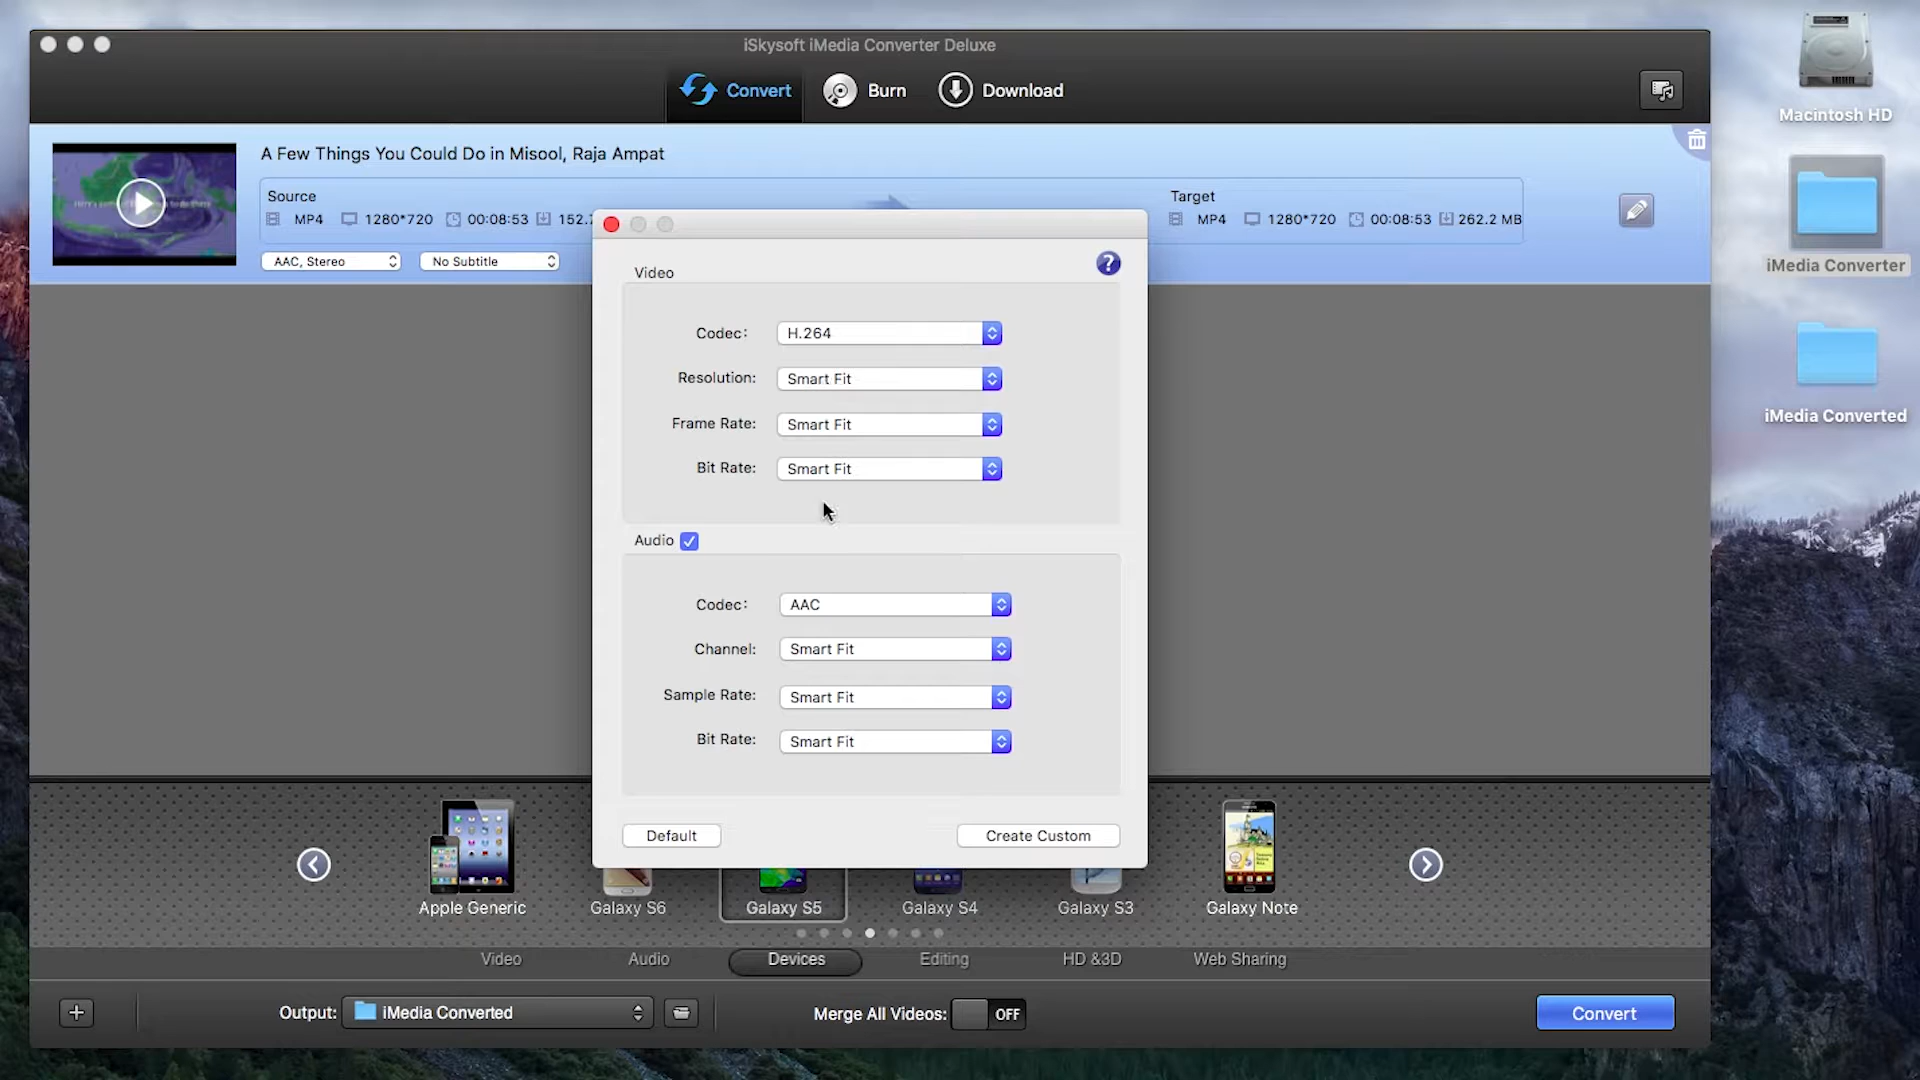 iSkysoft iMedia Converter Deluxe
Convert
Burn
Download
Macintosh HD
A Few Things You Could Do in Misool, Raja Ampat
Source
MP4 1280*720 00:08:53 152.
Target
MP4 1280*720 00:08:53 262.2 MB
AAC, Stereo
No Subtitle
iMedia Converter
iMedia Converted
?
Video
Codec: H.264
Resolution: Smart Fit
Frame Rate: Smart Fit
Bit Rate: Smart Fit
Audio
Codec: AAC
Channel: Smart Fit
Sample Rate: Smart Fit
Bit Rate: Smart Fit
Default
Create Custom
Apple Generic
Galaxy S6
Galaxy S5
Galaxy S4
Galaxy S3
Galaxy Note
Video
Audio
Devices
Editing
HD &3D
Web Sharing
Output: iMedia Converted
Merge All Videos: OFF
Convert